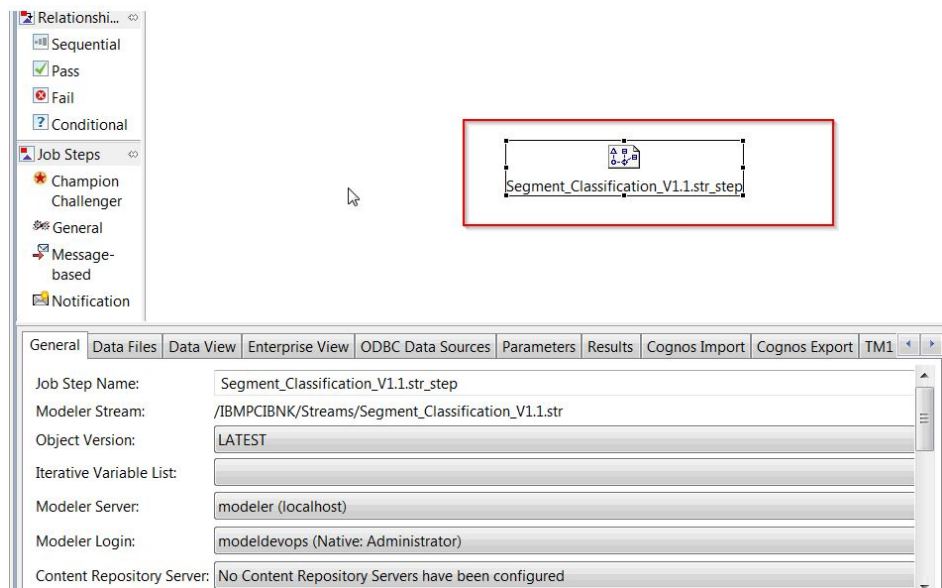 Relationshi...
Sequential
Pass
Fail
Conditional
Job Steps
Champion
Challenger
General
Message-
based
Notification
Segment_Classification_V1.1.str_step
General Data Files Data View Enterprise View ODBC Data Sources Parameters Results Cognos Import Cognos Export TM1
Job Step Name: Segment_Classification_V1.1.str_step
Modeler Stream: /IBMPCIBNK/Streams/Segment_Classification_V1.1.str
Object Version: LATEST
Iterative Variable List:
Modeler Server: modeler (localhost)
Modeler Login: modeldevops (Native: Administrator)
Content Repository Server: No Content Repository Servers have been configured